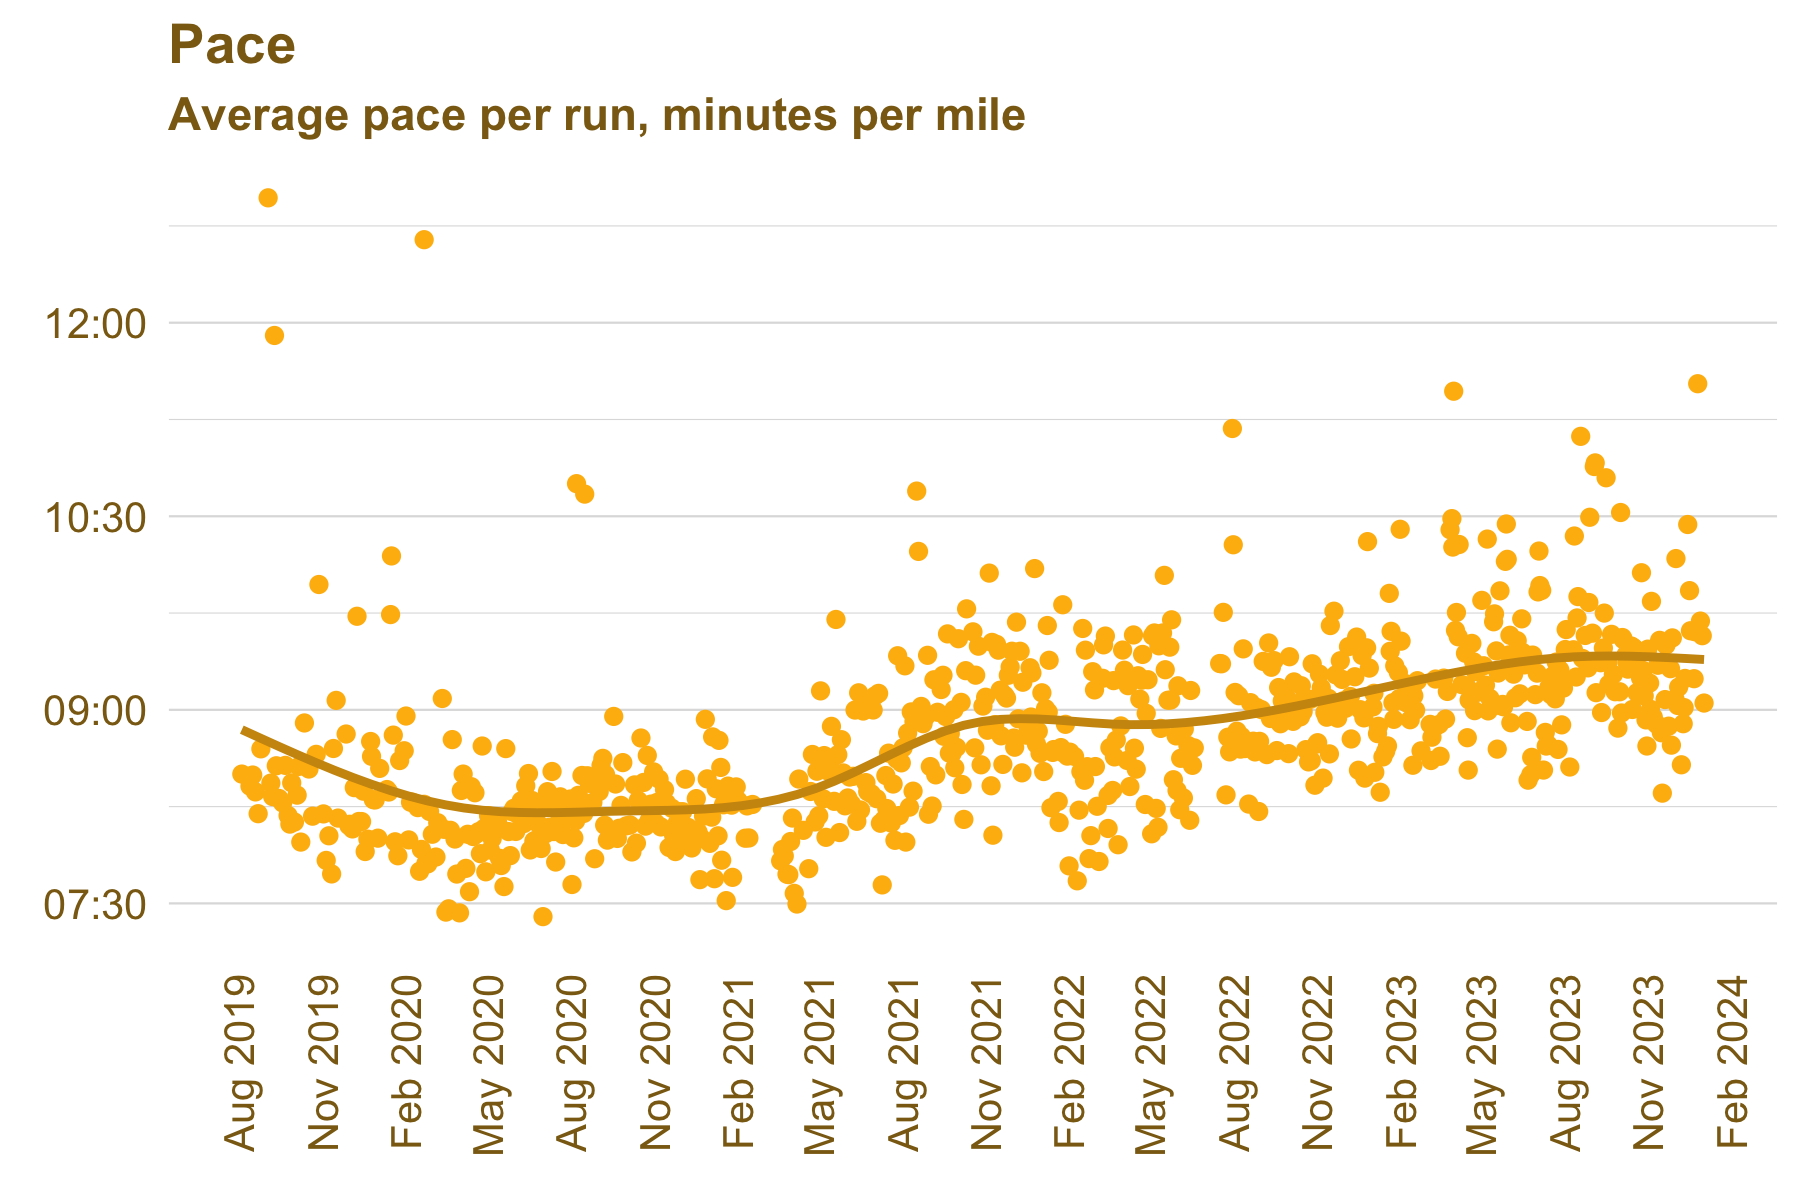 Pace
Average pace per run, minutes per mile
12:00
10:30
09:00
07:30
Aug 2019
Nov 2019
Feb 2020
May 2020
Aug 2020
Nov 2020
Feb 2021
May 2021
Aug 2021
Nov 2021
Feb 2022
May 2022
Aug 2022
Nov 2022
Feb 2023
May 2023
Aug 2023
Nov 2023
Feb 2024